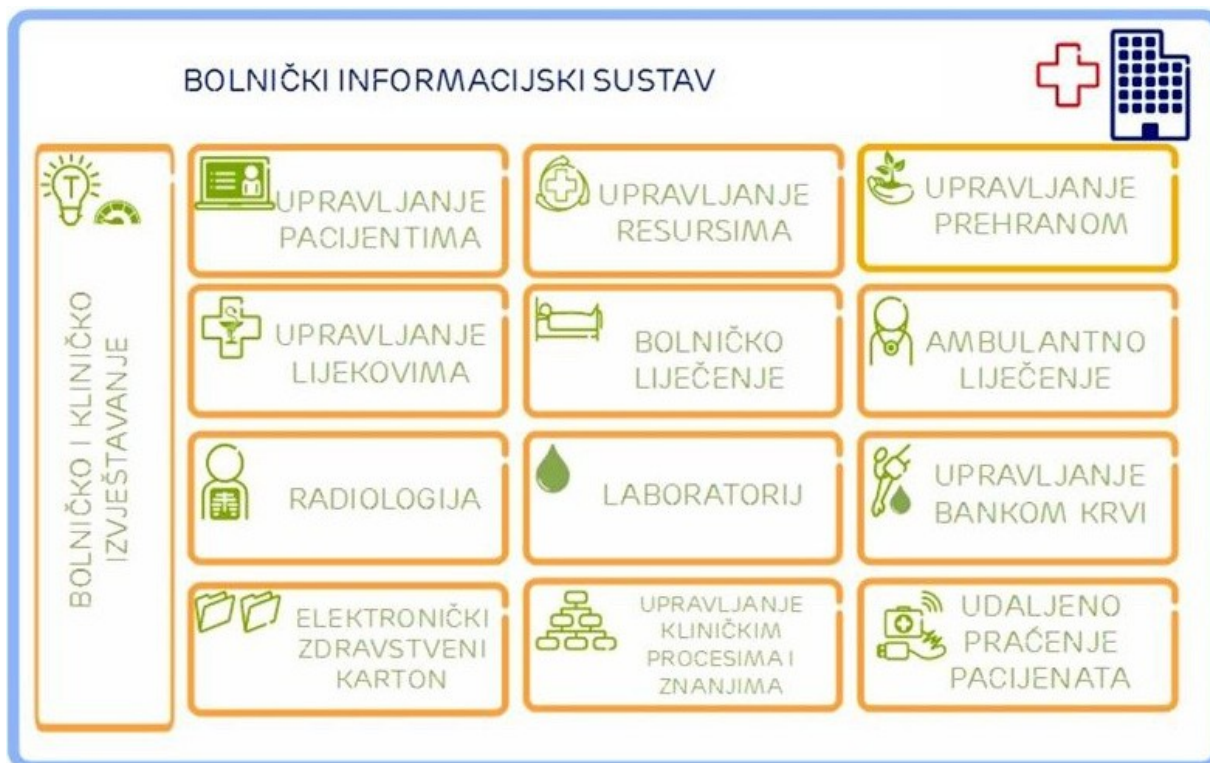 BOLNIČKI INFORMACIJSKI SUSTAV
BOLNIČKO I KLINIČKO
IZVJEŠTAVANJE
UPRAVLJANJE
PACIJENTIMA
UPRAVLJANJE
RESURSIMA
UPRAVLJANJE
PREHRANOM
UPRAVLJANJE
LIJEKOVIMA
BOLNIČKO
LIJEČENJE
AMBULANTNO
LIJEČENJE
RADIOLOGIJA
LABORATORIJ
UPRAVLJANJE
BANKOM KRVI
ELEKTRONIČKI
ZDRAVSTVENI
KARTON
UPRAVLJANJE
KLINIČKIM
PROCESIMA I
ZNANJIMA
UDALJENO
PRAĆENJE
PACIJENATA